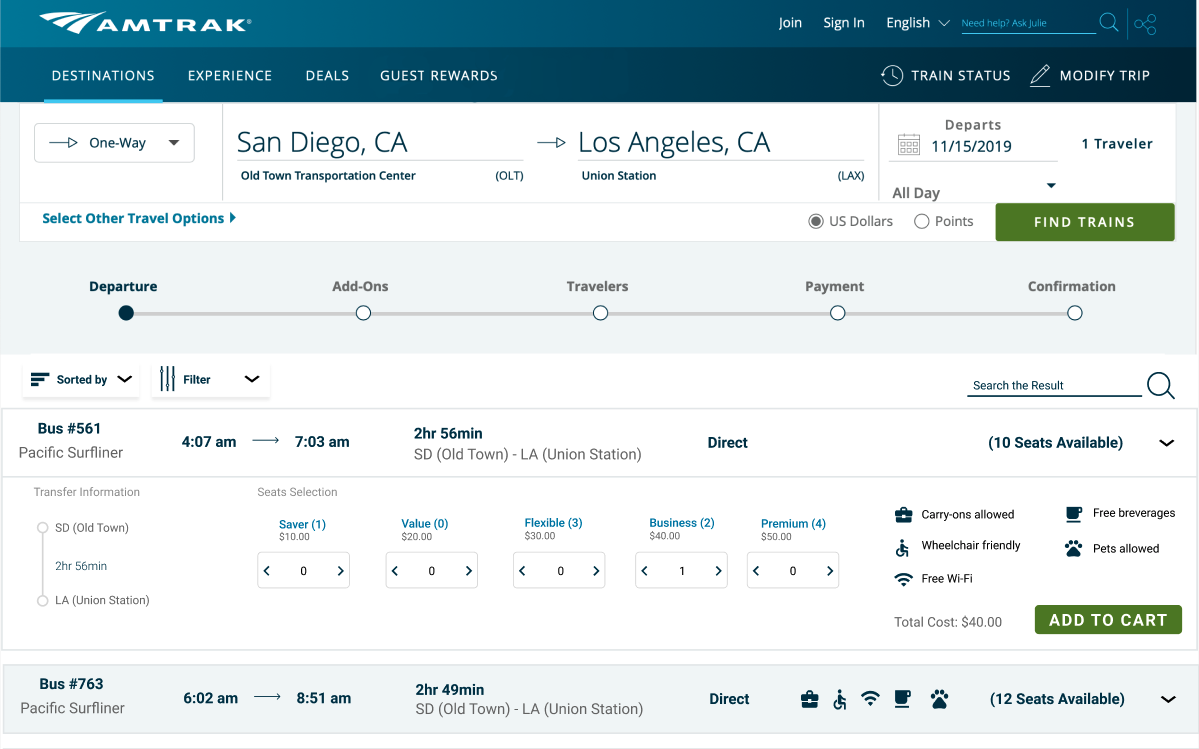 AMTRAK
Join Sign In English Need help? Ask Julie
DESTINATIONS EXPERIENCE DEALS GUEST REWARDS TRAIN STATUS MODIFY TRIP
One-Way
San Diego, CA
Old Town Transportation Center (OLT)
Los Angeles, CA
Union Station (LAX)
Departs
11/15/2019
1 Traveler
All Day
Select Other Travel Options
US Dollars Points
FIND TRAINS
Departure Add-Ons Travelers Payment Confirmation
Sorted by Filter Search the Result
Bus #561
Pacific Surfliner
4:07 am 7:03 am
2hr 56min
SD (Old Town) - LA (Union Station)
Direct
(10 Seats Available)
Transfer Information
SD (Old Town)
2hr 56min
LA (Union Station)
Seats Selection
Saver (1) Value (0) Flexible (3) Business (2) Premium (4)
$10.00 $20.00 $30.00 $40.00 $50.00
0 0 0 1 0
Carry-ons allowed Free breverages
Wheelchair friendly Pets allowed
Free Wi-Fi
Total Cost: $40.00 ADD TO CART
Bus #763
Pacific Surfliner
6:02 am 8:51 am
2hr 49min
SD (Old Town) - LA (Union Station)
Direct
(12 Seats Available)